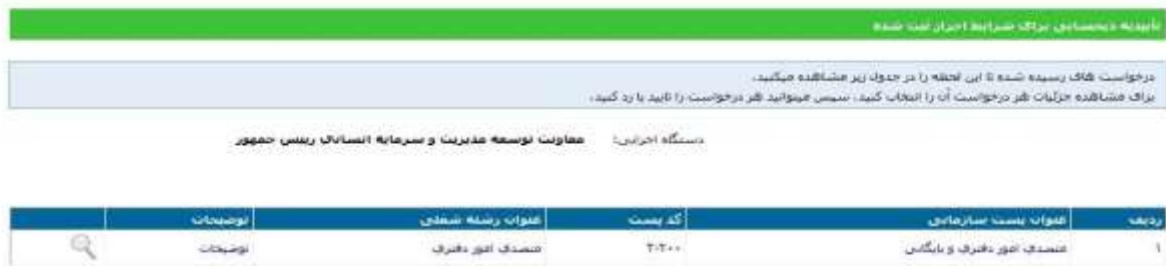 تاییدیه ذیحسابی برای شرایط احراز ثبت شده
درخواست های رسیده شده تا این لحظه را در جدول زیر مشاهده میکنید.
برای مشاهده جزئیات هر درخواست آن را انتخاب کنید، سپس میتوانید هر درخواست را تایید یا رد کنید.
دستگاه اجرایی: معاونت توسعه مدیریت و سرمایه انسانی رییس جمهور
ردیف عنوان پست سازمانی کد پست عنوان رشته شغلی توضیحات
۱ متصدی امور دفتری و بایگانی ۲۰۲۰۰ متصدی امور دفتری توضیحات